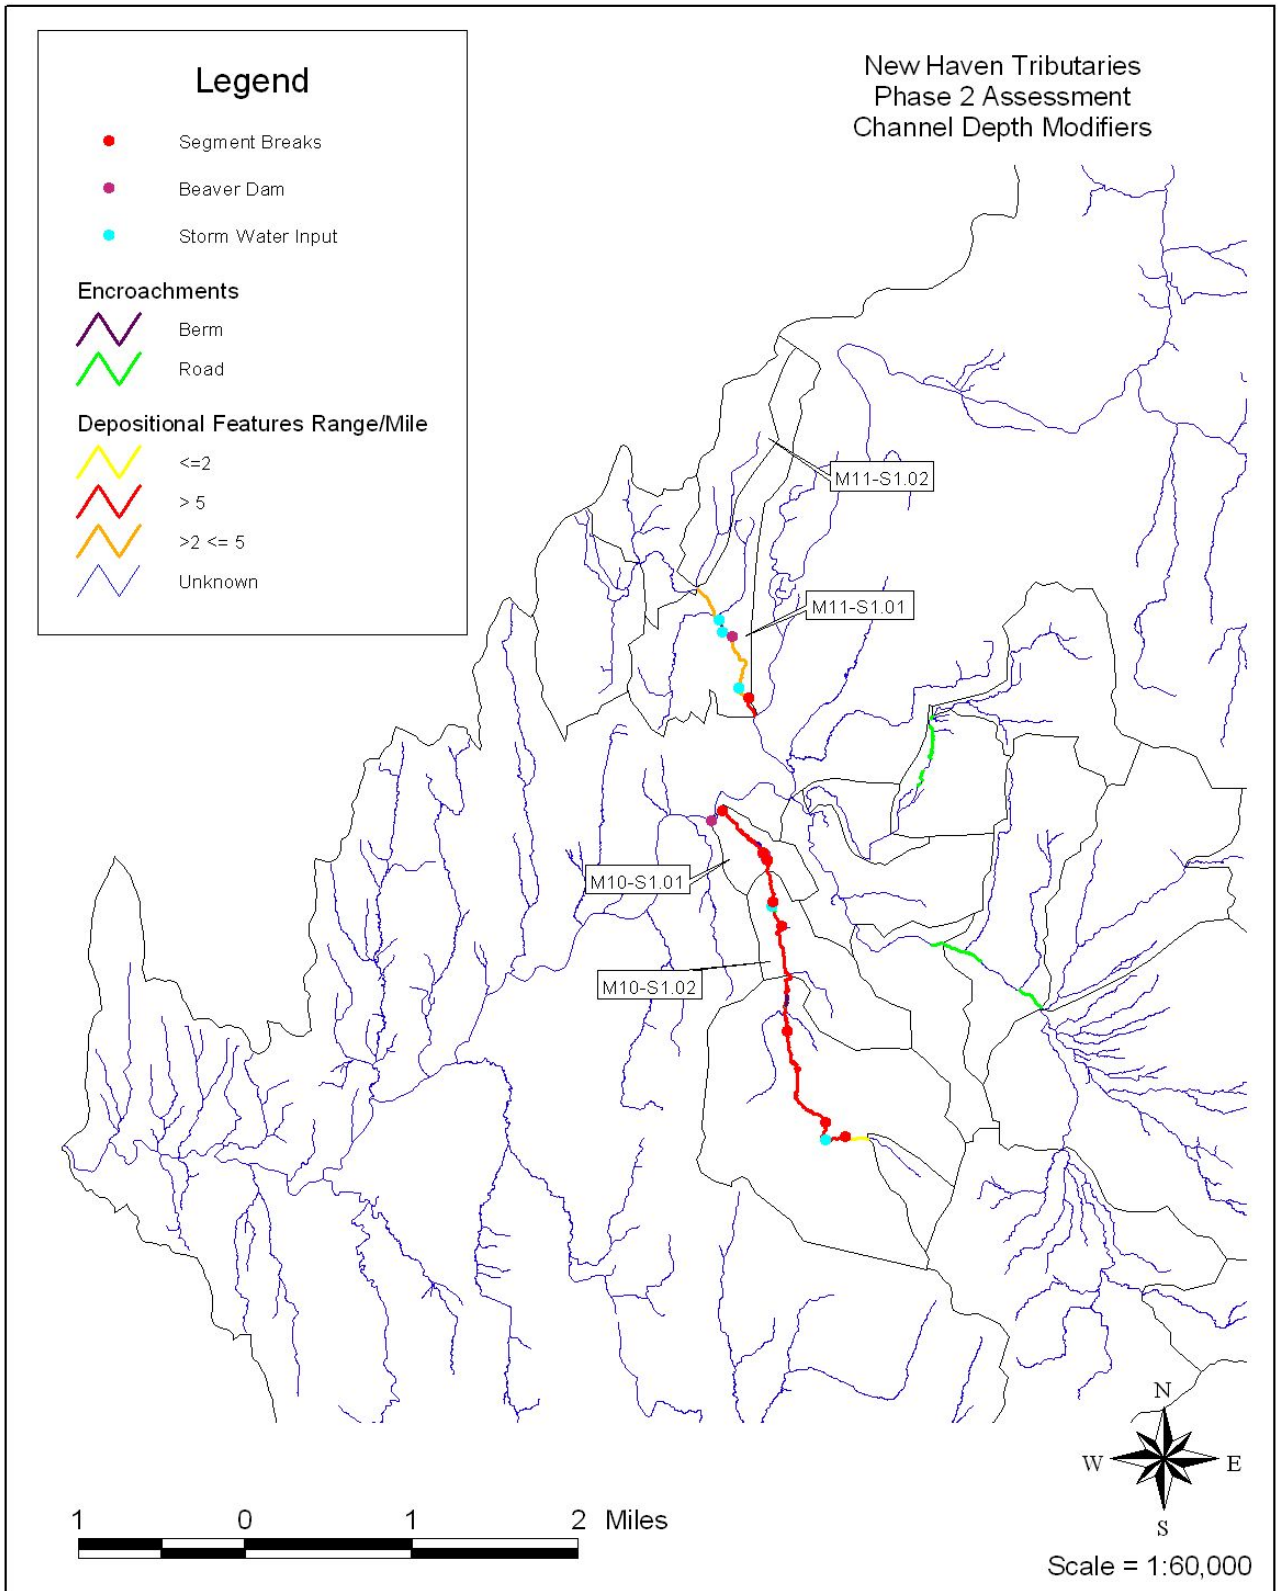 Legend
Segment Breaks
Beaver Dam
Storm Water Input
Encroachments
Berm
Road
Depositional Features Range/Mile
<=2
> 5
>2 <= 5
Unknown
New Haven Tributaries
Phase 2 Assessment
Channel Depth Modifiers
M11-S1.02
M11-S1.01
M10-S1.01
M10-S1.02
N
W
E
S
1 0 1 2 Miles
Scale = 1:60,000